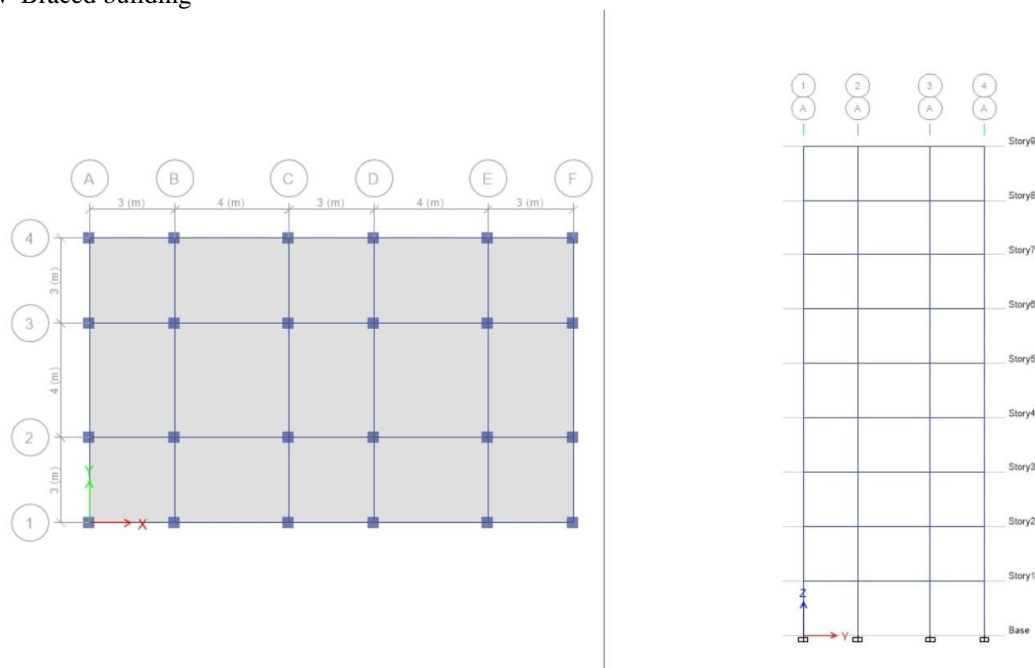 V Braced building
A B C D E F
3 (m) 4 (m) 3 (m) 4 (m) 3 (m)
4
3 (m)
3
4 (m)
2
3 (m)
Y
1
X
1 2 3 4
A A A A
Story9
Story8
Story7
Story6
Story5
Story4
Story3
Story2
Story1
Z
Base
Y